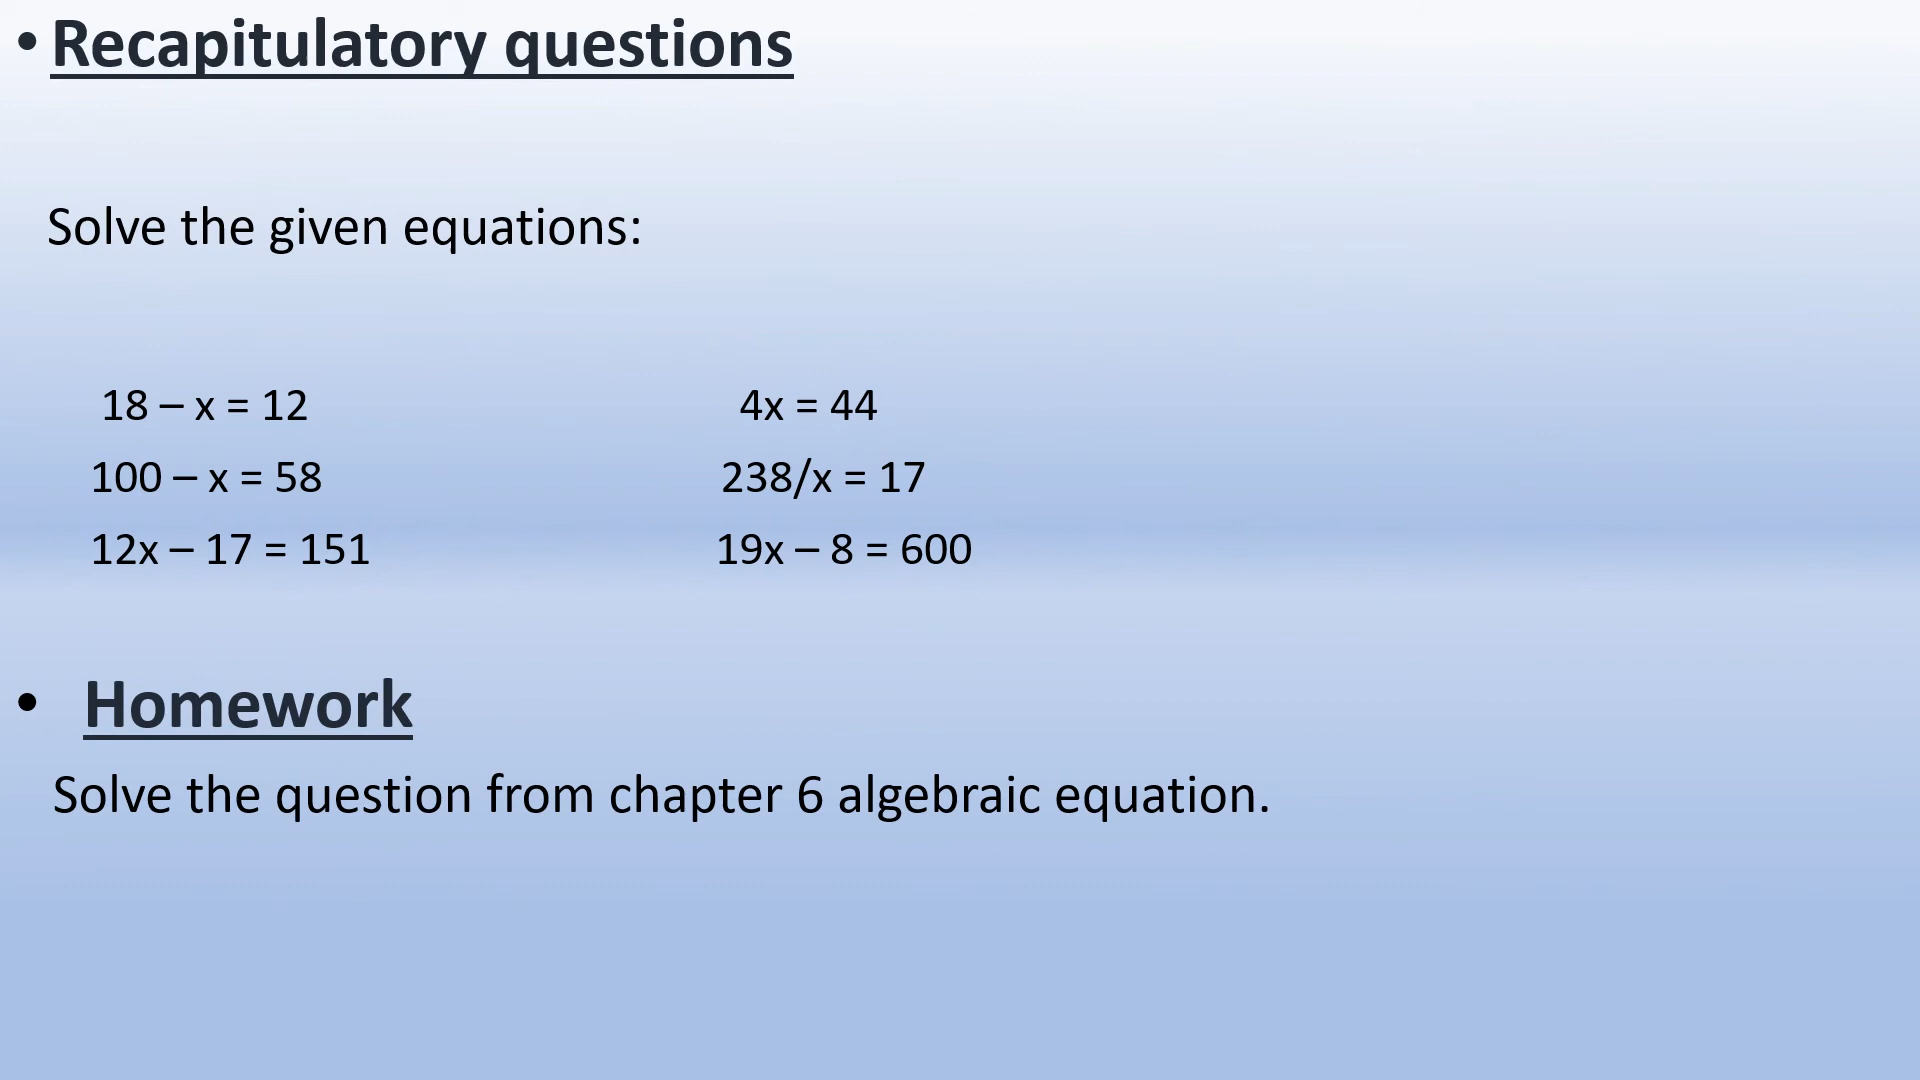 • Recapitulatory questions
Solve the given equations:
18 – x = 12 4x = 44
100 – x = 58 238/x = 17
12x – 17 = 151 19x – 8 = 600
• Homework
Solve the question from chapter 6 algebraic equation.